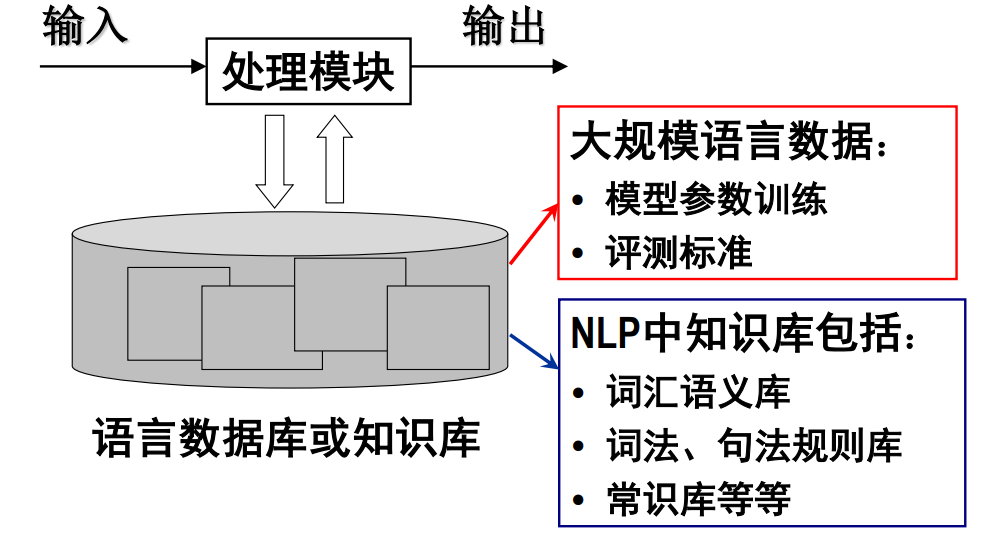 输入
输出
处理模块
大规模语言数据：
• 模型参数训练
• 评测标准
NLP中知识库包括：
• 词汇语义库
• 词法、句法规则库
• 常识库等等
语言数据库或知识库